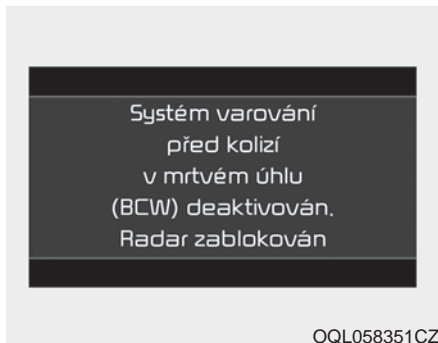 Systém varování
před kolizí
v mrtvém úhlu
(BCW) deaktivován.
Radar zablokován
OQL058351CZ